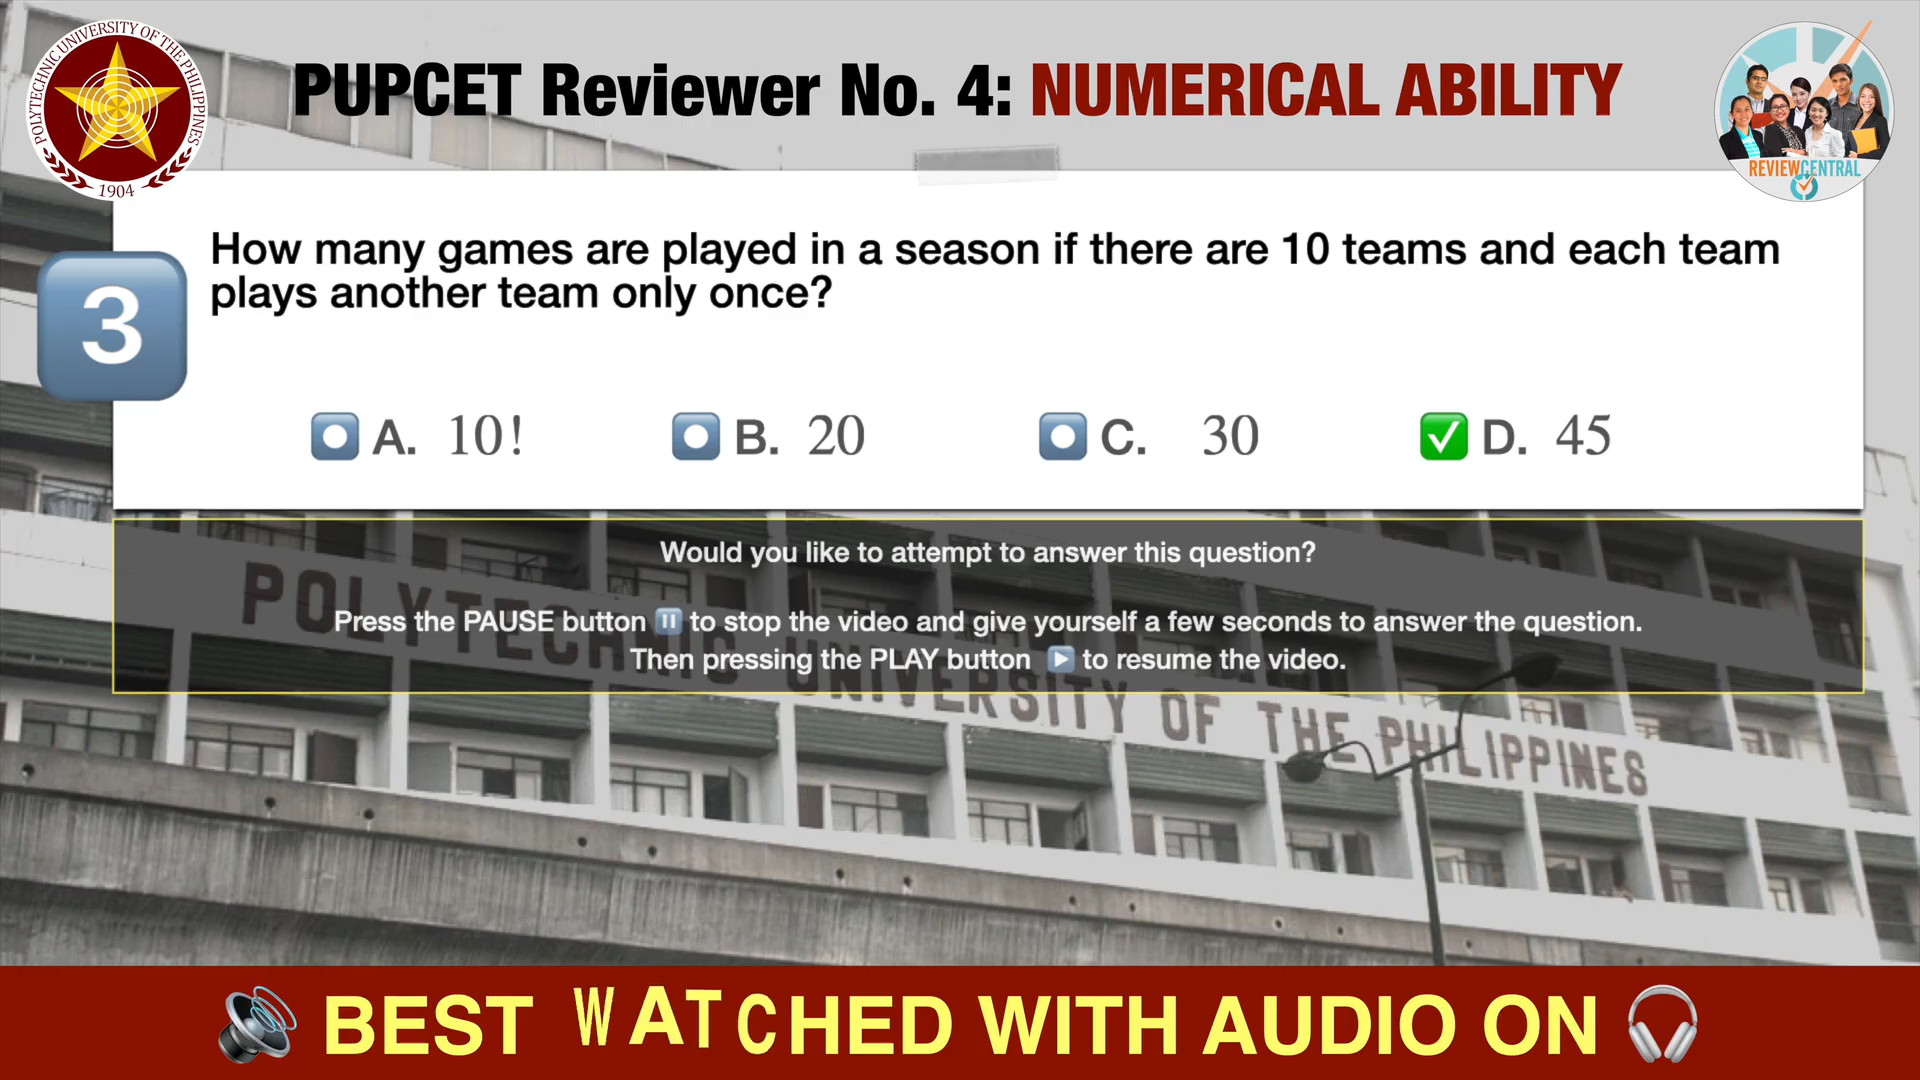 POLYTECHNIC UNIVERSITY OF THE PHILIPPINES
1904
PUPCET Reviewer No. 4: NUMERICAL ABILITY
REVIEWCENTRAL
3
How many games are played in a season if there are 10 teams and each team
plays another team only once?
A. 10!
B. 20
C. 30
D. 45
Would you like to attempt to answer this question?
Press the PAUSE button to stop the video and give yourself a few seconds to answer the question.
Then pressing the PLAY button to resume the video.
POLYTECHNIC UNIVERSITY OF THE PHILIPPINES
BEST WATCHED WITH AUDIO ON